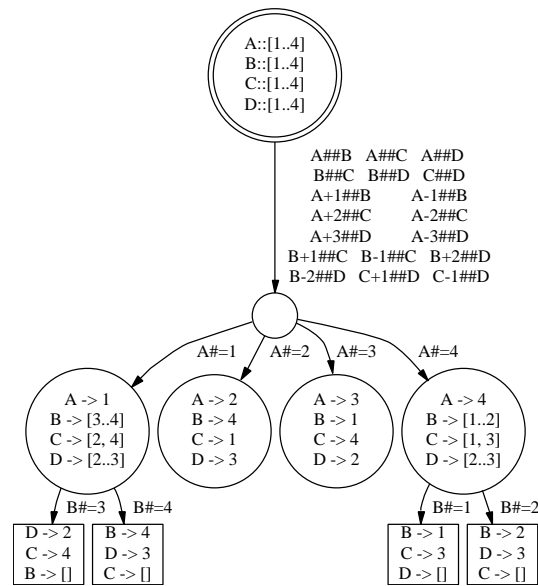 A::[1..4]
B::[1..4]
C::[1..4]
D::[1..4]
A##B A##C A##D
B##C B##D C##D
A+1##B A-1##B
A+2##C A-2##C
A+3##D A-3##D
B+1##C B-1##C B+2##D
B-2##D C+1##D C-1##D
A#=1 A#=2 A#=3 A#=4
A -> 1
B -> [3..4]
C -> [2, 4]
D -> [2..3]
A -> 2
B -> 4
C -> 1
D -> 3
A -> 3
B -> 1
C -> 4
D -> 2
A -> 4
B -> [1..2]
C -> [1, 3]
D -> [2..3]
B#=3 B#=4 B#=1 B#=2
D -> 2
C -> 4
B -> []
B -> 4
D -> 3
C -> []
B -> 1
C -> 3
D -> []
B -> 2
D -> 3
C -> []